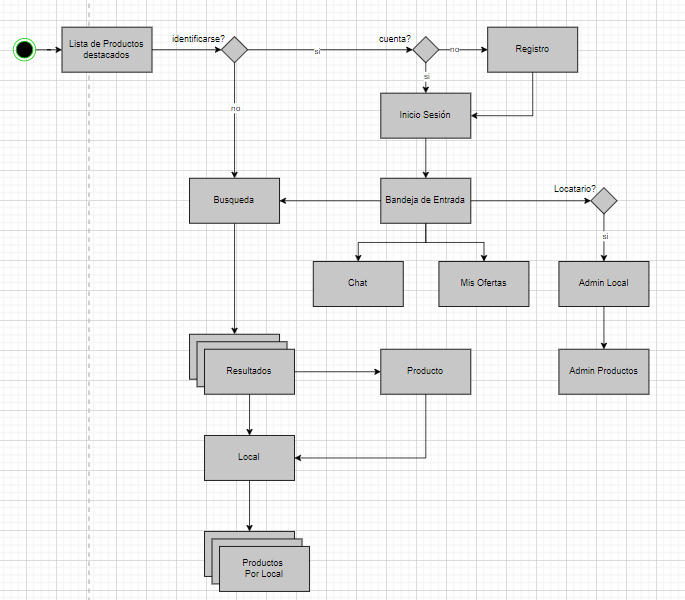 identificarse?
cuenta?
Lista de Productos
destacados
si
no
Registro
si
no
Inicio Sesión
Busqueda
Bandeja de Entrada
Locatario?
si
Chat
Mis Ofertas
Admin Local
Resultados
Producto
Admin Productos
Local
Productos
Por Local